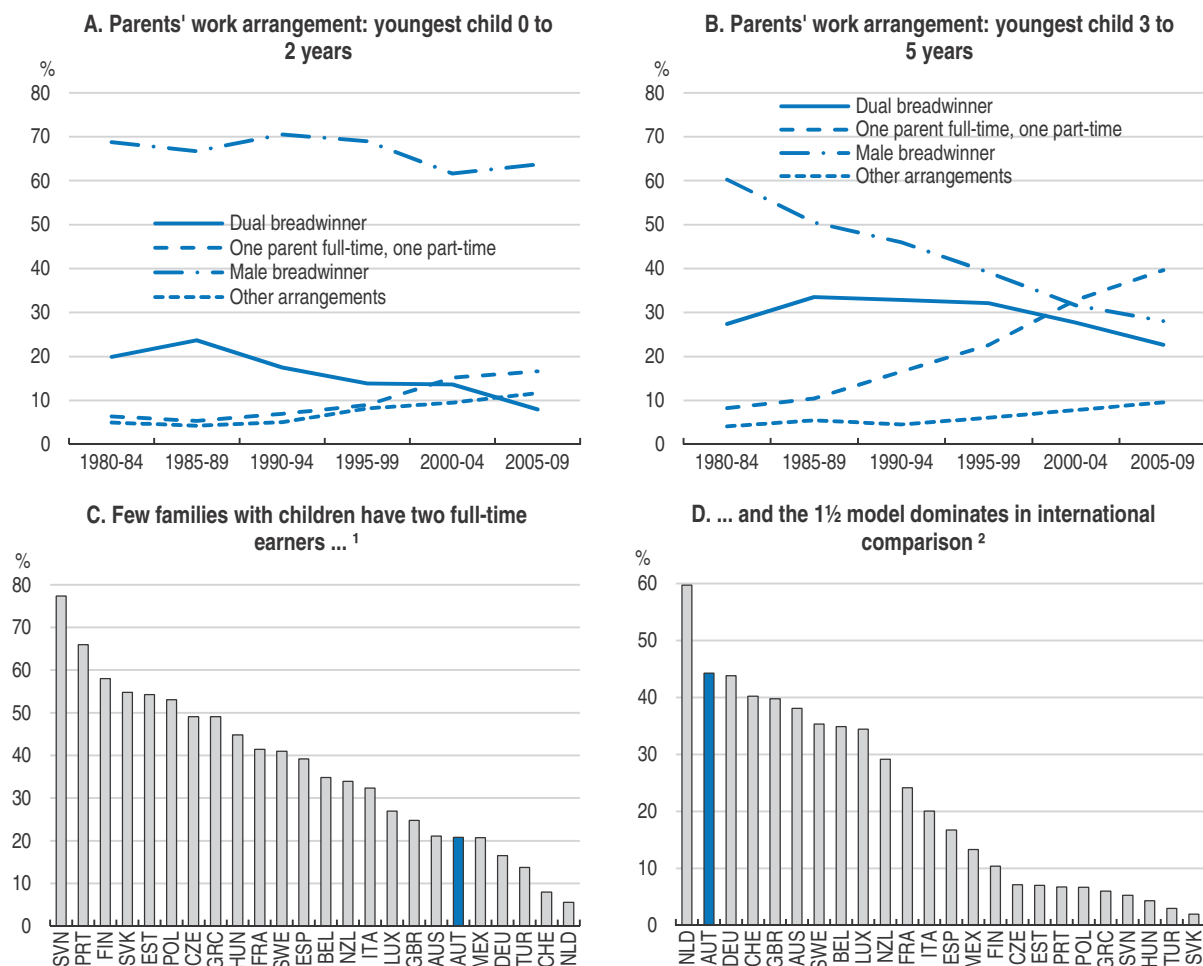 A. Parents' work arrangement: youngest child 0 to
2 years
%
80
70
60
50
40
30
20
10
0
Dual breadwinner
One parent full-time, one part-time
Male breadwinner
Other arrangements
1980-84 1985-89 1990-94 1995-99 2000-04 2005-09
B. Parents' work arrangement: youngest child 3 to
5 years
%
80
70
60
50
40
30
20
10
0
Dual breadwinner
One parent full-time, one part-time
Male breadwinner
Other arrangements
1980-84 1985-89 1990-94 1995-99 2000-04 2005-09
C. Few families with children have two full-time
earners ... ¹
%
80
70
60
50
40
30
20
10
0
SVN PRT FIN SVK EST POL CZE GRC HUN FRA SWE ESP BEL NZL ITA LUX GBR AUS AUT MEX DEU TUR CHE NLD
D. ... and the 1½ model dominates in international
comparison ²
%
60
50
40
30
20
10
0
NLD AUT DEU CHE GBR AUS SWE BEL LUX NZL FRA ITA ESP MEX FIN CZE EST PRT POL GRC SVN HUN TUR SVK